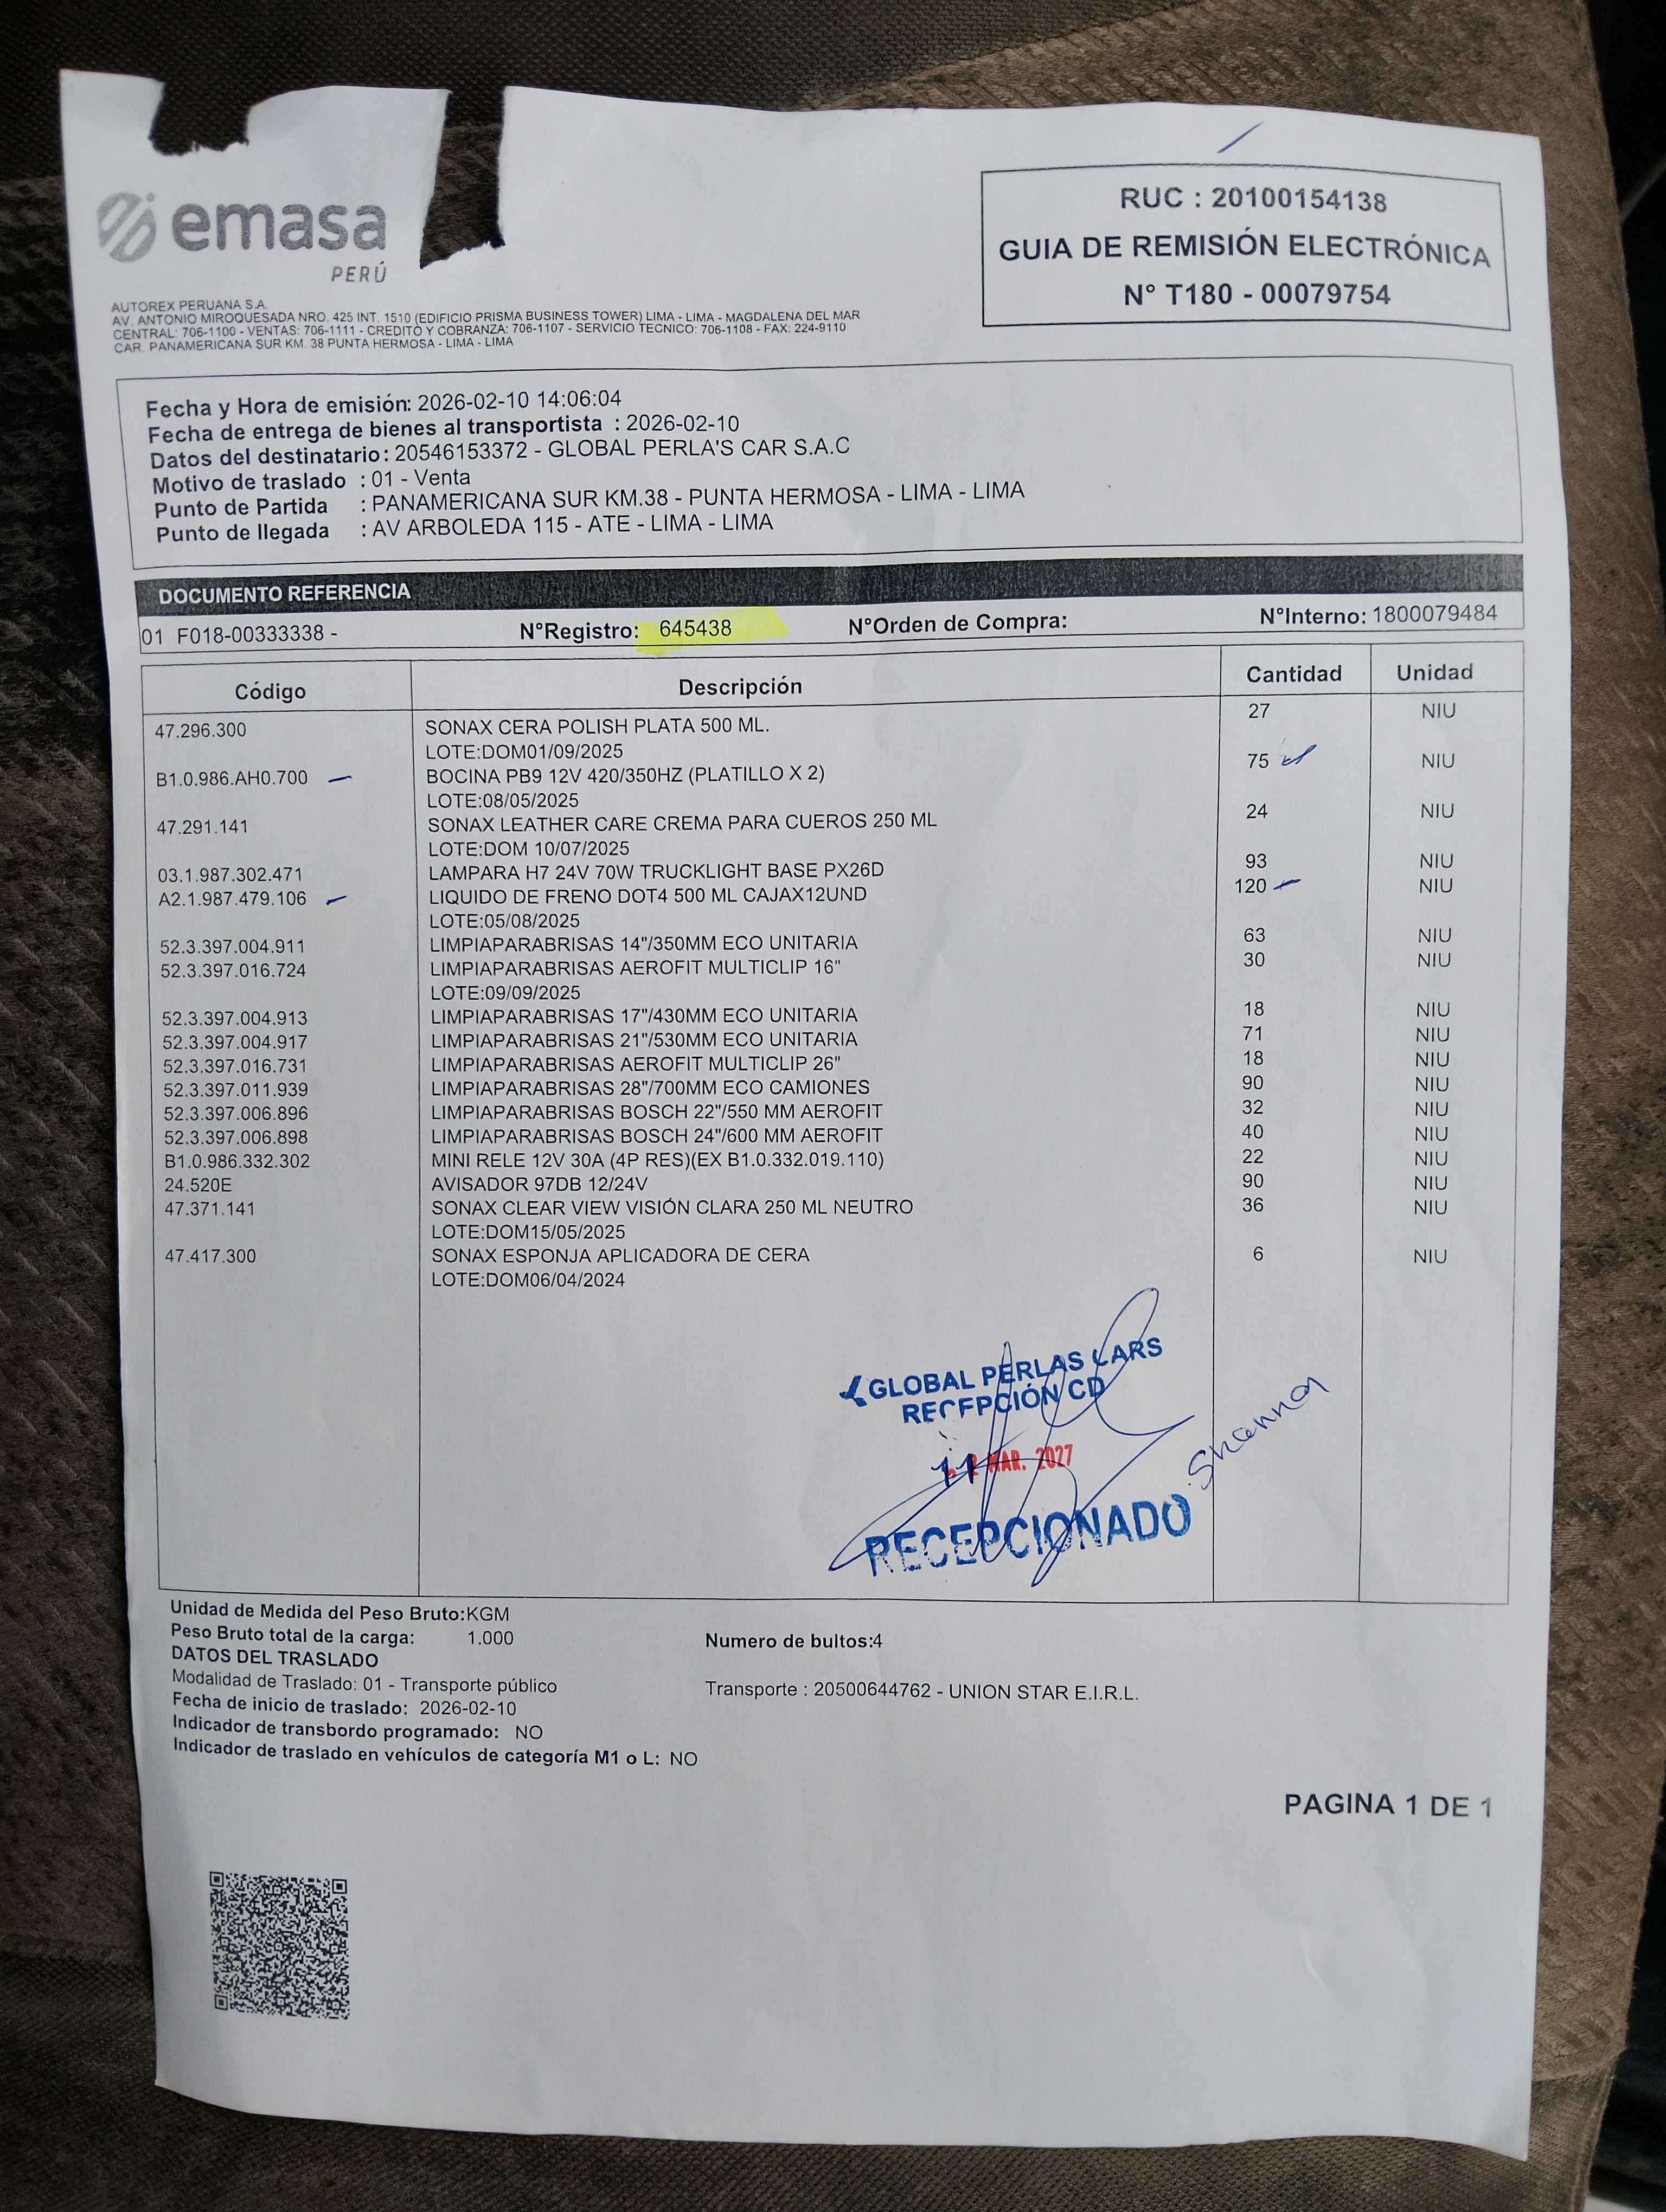 emasa
PERÚ
RUC : 20100154138
GUIA DE REMISIÓN ELECTRÓNICA
N° T180 - 00079754
AUTOREX PERUANA S.A.
AV. ANTONIO MIROQUESADA NRO. 425 INT. 1510 (EDIFICIO PRISMA BUSINESS TOWER) LIMA - LIMA - MAGDALENA DEL MAR
CENTRAL: 706-1100 - VENTAS: 706-1111 - CREDITO Y COBRANZA: 706-1107 - SERVICIO TECNICO: 706-1108 - FAX: 224-9110
CAR. PANAMERICANA SUR KM. 38 PUNTA HERMOSA - LIMA - LIMA
Fecha y Hora de emisión: 2026-02-10 14:06:04
Fecha de entrega de bienes al transportista : 2026-02-10
Datos del destinatario: 20546153372 - GLOBAL PERLA'S CAR S.A.C
Motivo de traslado : 01 - Venta
Punto de Partida : PANAMERICANA SUR KM.38 - PUNTA HERMOSA - LIMA - LIMA
Punto de llegada : AV ARBOLEDA 115 - ATE - LIMA - LIMA
DOCUMENTO REFERENCIA
01 F018-00333338 - N°Registro: 645438 N°Orden de Compra: N°Interno: 1800079484
Código Descripción Cantidad Unidad
47.296.300 SONAX CERA POLISH PLATA 500 ML. 27 NIU
LOTE:DOM01/09/2025
B1.0.986.AH0.700 BOCINA PB9 12V 420/350HZ (PLATILLO X 2) 75 NIU
LOTE:08/05/2025
47.291.141 SONAX LEATHER CARE CREMA PARA CUEROS 250 ML 24 NIU
LOTE:DOM 10/07/2025
03.1.987.302.471 LAMPARA H7 24V 70W TRUCKLIGHT BASE PX26D 93 NIU
A2.1.987.479.106 LIQUIDO DE FRENO DOT4 500 ML CAJAX12UND 120 NIU
LOTE:05/08/2025
52.3.397.004.911 LIMPIAPARABRISAS 14"/350MM ECO UNITARIA 63 NIU
52.3.397.016.724 LIMPIAPARABRISAS AEROFIT MULTICLIP 16" 30 NIU
LOTE:09/09/2025
52.3.397.004.913 LIMPIAPARABRISAS 17"/430MM ECO UNITARIA 18 NIU
52.3.397.004.917 LIMPIAPARABRISAS 21"/530MM ECO UNITARIA 71 NIU
52.3.397.016.731 LIMPIAPARABRISAS AEROFIT MULTICLIP 26" 18 NIU
52.3.397.011.939 LIMPIAPARABRISAS 28"/700MM ECO CAMIONES 90 NIU
52.3.397.006.896 LIMPIAPARABRISAS BOSCH 22"/550 MM AEROFIT 32 NIU
52.3.397.006.898 LIMPIAPARABRISAS BOSCH 24"/600 MM AEROFIT 40 NIU
B1.0.986.332.302 MINI RELE 12V 30A (4P RES)(EX B1.0.332.019.110) 22 NIU
24.520E AVISADOR 97DB 12/24V 90 NIU
47.371.141 SONAX CLEAR VIEW VISIÓN CLARA 250 ML NEUTRO 36 NIU
LOTE:DOM15/05/2025
47.417.300 SONAX ESPONJA APLICADORA DE CERA 6 NIU
LOTE:DOM06/04/2024
GLOBAL PERLAS CARS
RECEPCIÓN CD
MAR. 2027
RECEPCIONADO
Shanna
Unidad de Medida del Peso Bruto:KGM
Peso Bruto total de la carga: 1.000 Numero de bultos:4
DATOS DEL TRASLADO
Modalidad de Traslado: 01 - Transporte público Transporte : 20500644762 - UNION STAR E.I.R.L.
Fecha de inicio de traslado: 2026-02-10
Indicador de transbordo programado: NO
Indicador de traslado en vehículos de categoría M1 o L: NO
PAGINA 1 DE 1